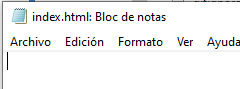 index.html: Bloc de notas
Archivo Edición Formato Ver Ayuda